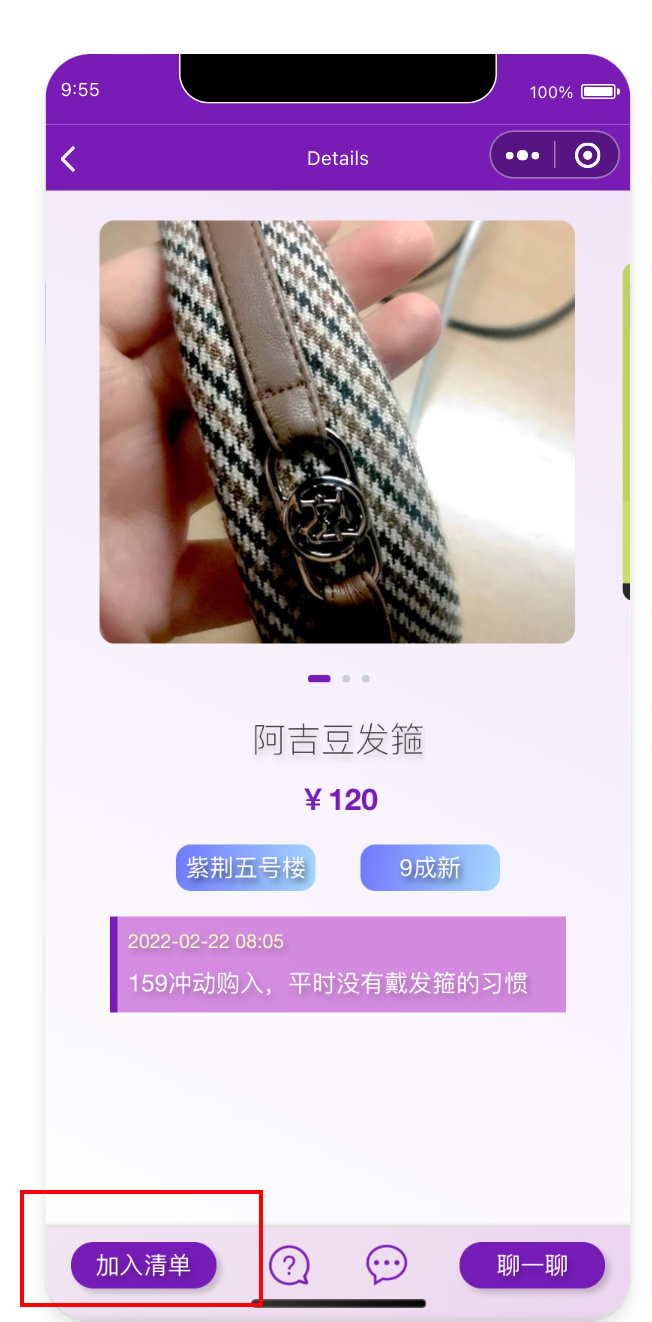 9:55
100%
Details
阿吉豆发箍
¥ 120
紫荆五号楼
9成新
2022-02-22 08:05
159冲动购入，平时没有戴发箍的习惯
加入清单
?
聊一聊